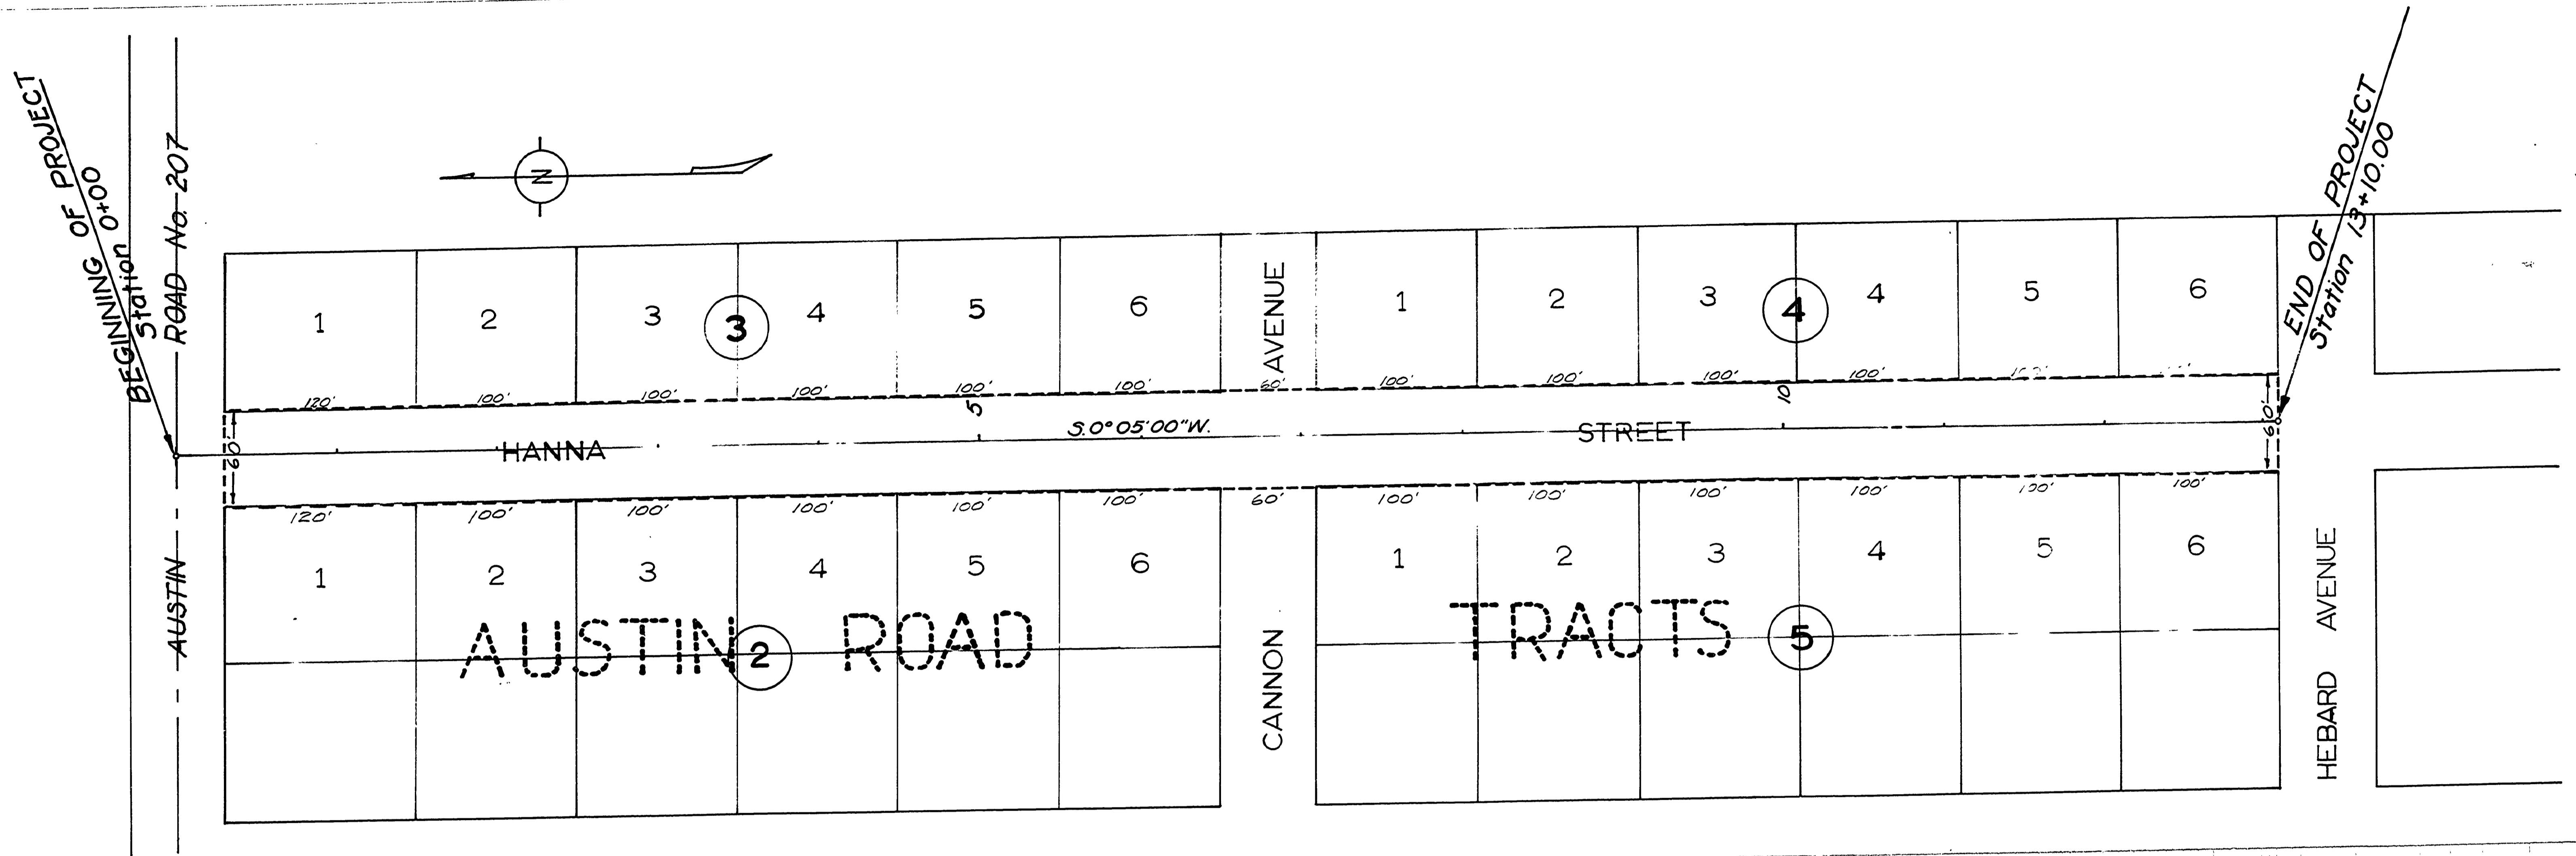 BEGINNING OF PROJECT
Station 0+00
ROAD No. 207
AUSTIN
N
END OF PROJECT
Station 13+10.00
1 2 3 3 4 5 6
AVENUE
1 2 3 4 4 5 6
120' 100' 100' 100' 100' 100' 60' 100' 100' 100' 100'
5 10
60' HANNA S.0°05'00"W. STREET 60'
120' 100' 100' 100' 100' 100' 60' 100' 100' 100' 100' 100' 100'
1 2 3 4 5 6
1 2 3 4 5 6
AUSTIN 2 ROAD TRACTS 5
CANNON
HEBARD AVENUE